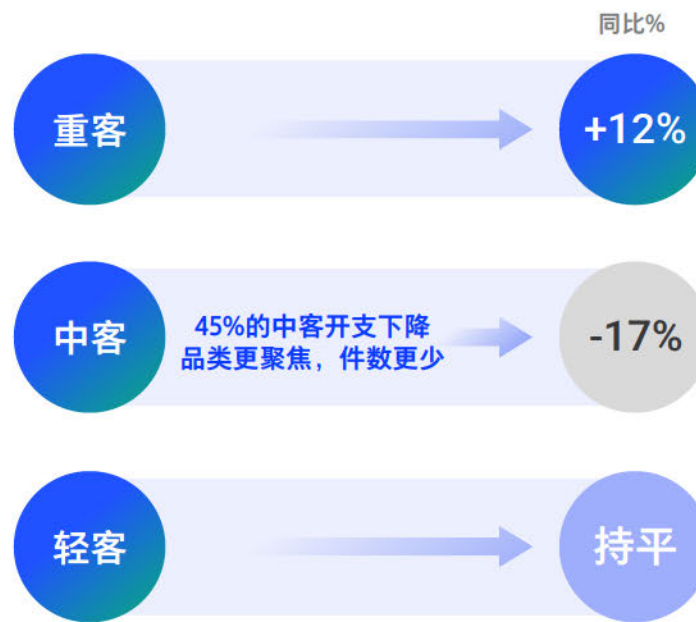 同比%
重客
+12%
中客
45%的中客开支下降
品类更聚焦，件数更少
-17%
轻客
持平